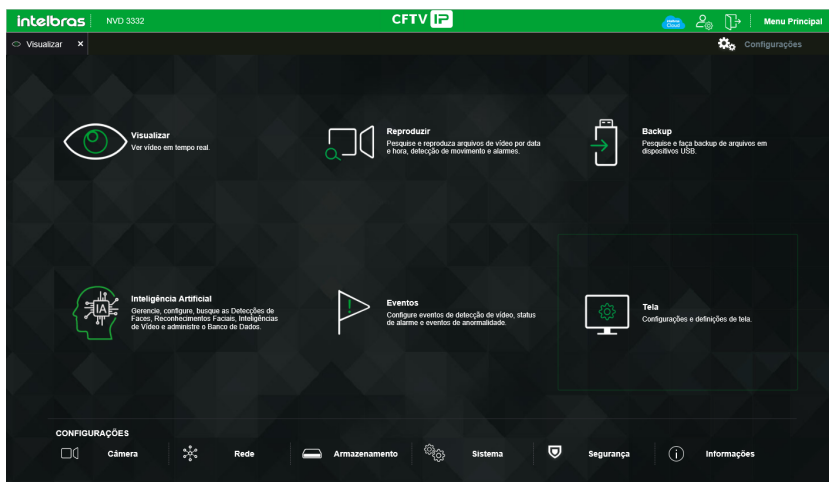 intelbras NVD 3332 CFTV IP Cloud Menu Principal
Visualizar × Configurações
Visualizar
Ver vídeo em tempo real.
Reproduzir
Pesquise e reproduza arquivos de vídeo por data
e hora, detecção de movimento e alarmes.
Backup
Pesquise e faça backup de arquivos em
dispositivos USB.
IA
Inteligência Artificial
Gerencie, configure, busque as Detecções de
Faces, Reconhecimentos Faciais, Inteligências
de Vídeo e administre o Banco de Dados.
Eventos
Configure eventos de detecção de vídeo, status
de alarme e eventos de anormalidade.
Tela
Configurações e definições de tela.
CONFIGURAÇÕES
Câmera Rede Armazenamento Sistema Segurança Informações